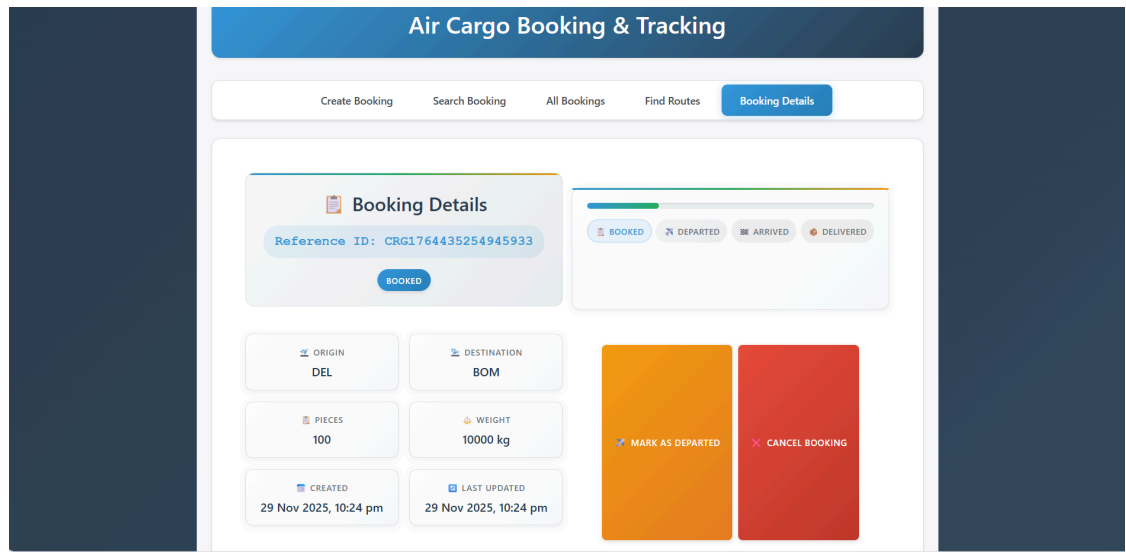 Air Cargo Booking & Tracking
Create Booking
Search Booking
All Bookings
Find Routes
Booking Details
Booking Details
Reference ID: CRG1764435254945933
BOOKED
BOOKED
DEPARTED
ARRIVED
DELIVERED
ORIGIN
DEL
DESTINATION
BOM
PIECES
100
WEIGHT
10000 kg
CREATED
29 Nov 2025, 10:24 pm
LAST UPDATED
29 Nov 2025, 10:24 pm
MARK AS DEPARTED
CANCEL BOOKING